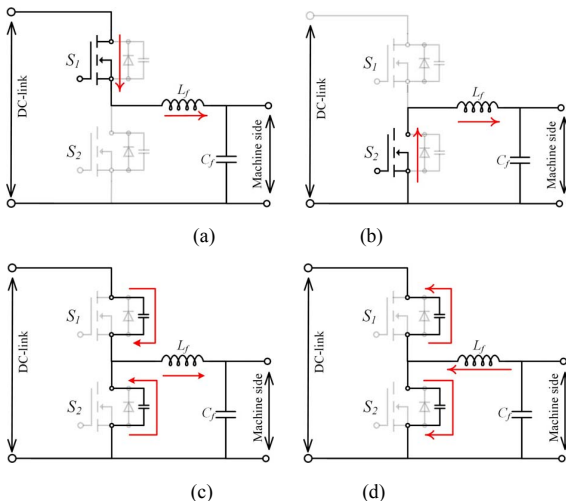 DC-link
S1
S2
Lf
Cf
Machine side
(a)
DC-link
S1
S2
Lf
Cf
Machine side
(b)
DC-link
S1
S2
Lf
Cf
Machine side
(c)
DC-link
S1
S2
Lf
Cf
Machine side
(d)